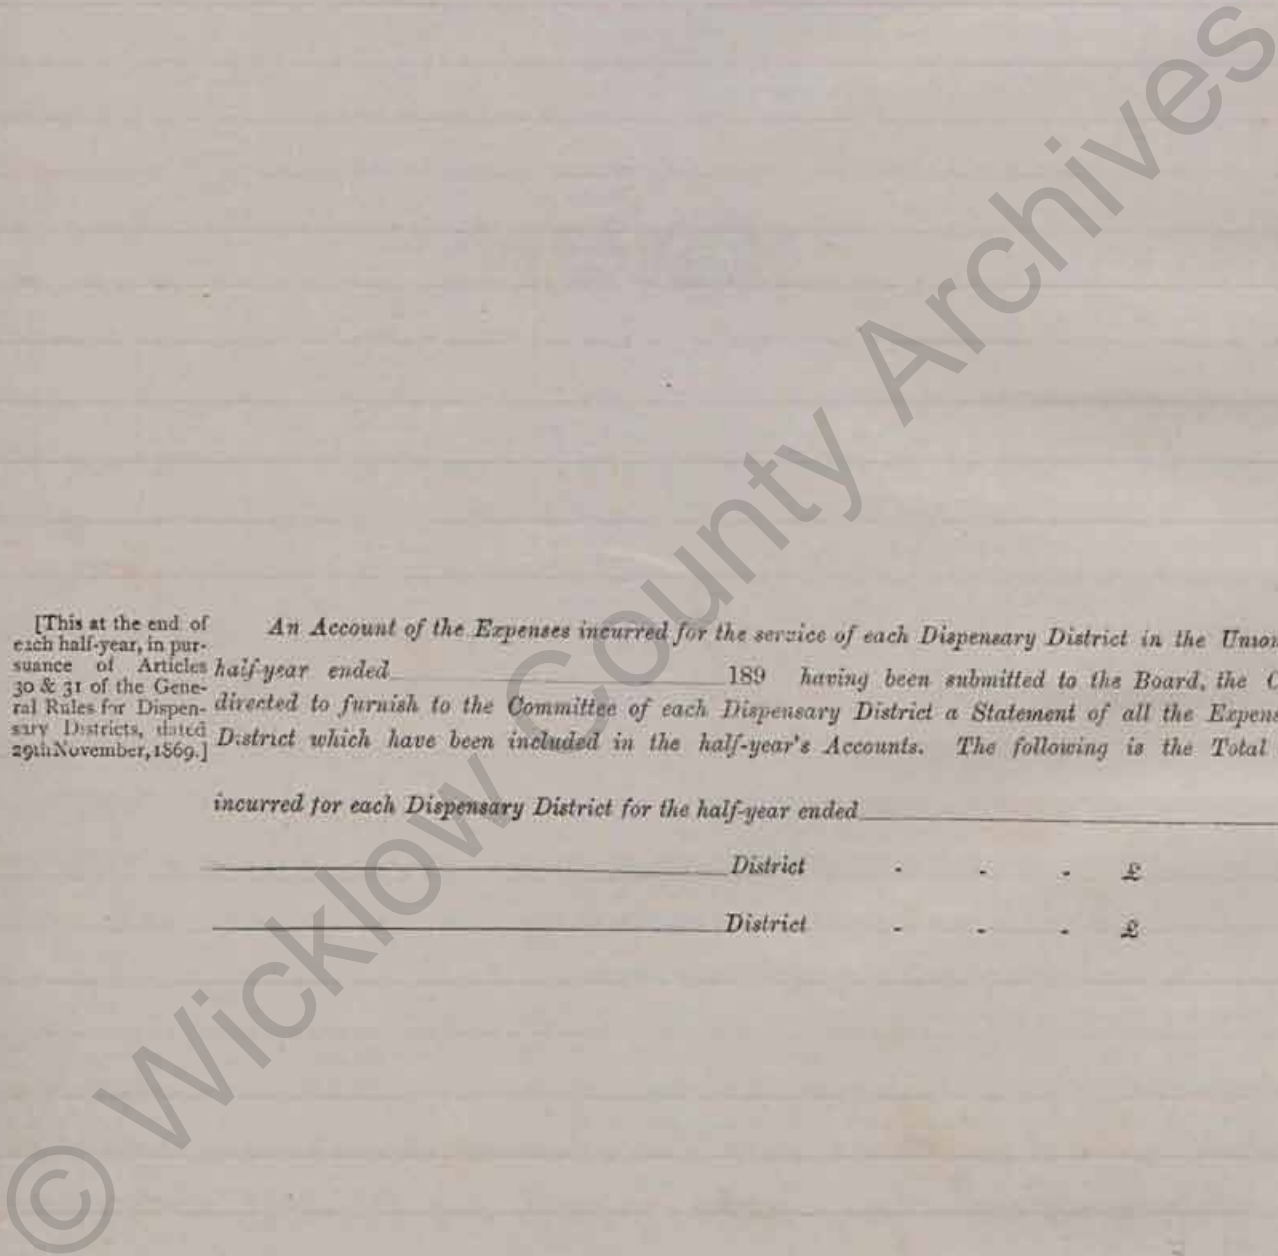 [This at the end of
each half-year, in pur-
suance of Articles
30 & 31 of the Gene-
ral Rules for Dispen-
sary Districts, dated
29th November, 1869.]
An Account of the Expenses incurred for the service of each Dispensary District in the Union
half-year ended 189 having been submitted to the Board, the C
directed to furnish to the Committee of each Dispensary District a Statement of all the Expens
District which have been included in the half-year's Accounts. The following is the Total
incurred for each Dispensary District for the half-year ended
District - - - £
District - - - £
© Wicklow County Archives